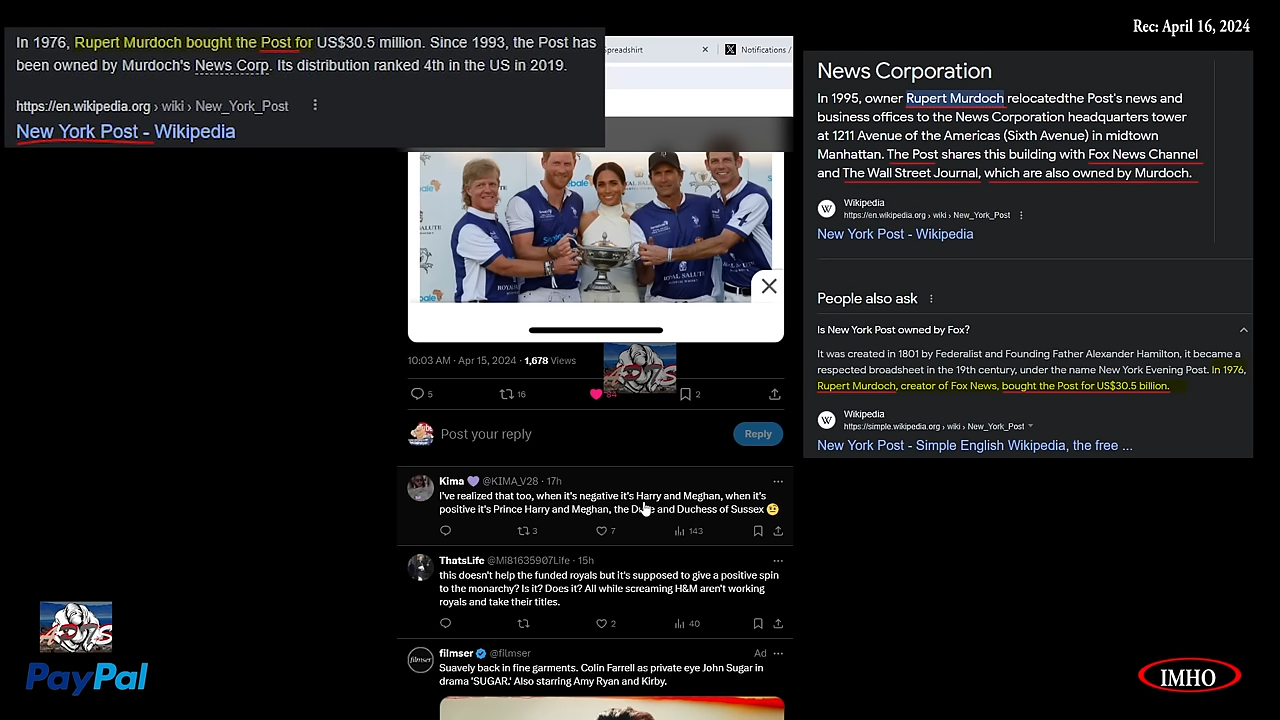 Rec: April 16, 2024
In 1976, Rupert Murdoch bought the Post for US$30.5 million. Since 1993, the Post has
been owned by Murdoch's News Corp. Its distribution ranked 4th in the US in 2019.
https://en.wikipedia.org › wiki › New_York_Post
New York Post - Wikipedia
Spreadshirt
Notifications /
ROYAL SALUTE
ROYAL SALUTE
10:03 AM · Apr 15, 2024 · 1,678 Views
5
16
84
2
Post your reply
Reply
Kima 💜 @KIMA_V28 · 17h
I've realized that too, when it's negative it's Harry and Meghan, when it's
positive it's Prince Harry and Meghan, the Duke and Duchess of Sussex 🤨
3
7
143
ThatsLife @Mi81635907Life · 15h
this doesn't help the funded royals but it's supposed to give a positive spin
to the monarchy? Is it? Does it? All while screaming H&M aren't working
royals and take their titles.
2
40
filmser @filmser
Ad
filmser
Suavely back in fine garments. Colin Farrell as private eye John Sugar in
drama 'SUGAR.' Also starring Amy Ryan and Kirby.
News Corporation
In 1995, owner Rupert Murdoch relocatedthe Post's news and
business offices to the News Corporation headquarters tower
at 1211 Avenue of the Americas (Sixth Avenue) in midtown
Manhattan. The Post shares this building with Fox News Channel
and The Wall Street Journal, which are also owned by Murdoch.
W
Wikipedia
https://en.wikipedia.org › wiki › New_York_Post
New York Post - Wikipedia
People also ask
Is New York Post owned by Fox?
It was created in 1801 by Federalist and Founding Father Alexander Hamilton, it became a
respected broadsheet in the 19th century, under the name New York Evening Post. In 1976,
Rupert Murdoch, creator of Fox News, bought the Post for US$30.5 billion.
W
Wikipedia
https://simple.wikipedia.org › wiki › New_York_Post
New York Post - Simple English Wikipedia, the free ...
PayPal
IMHO